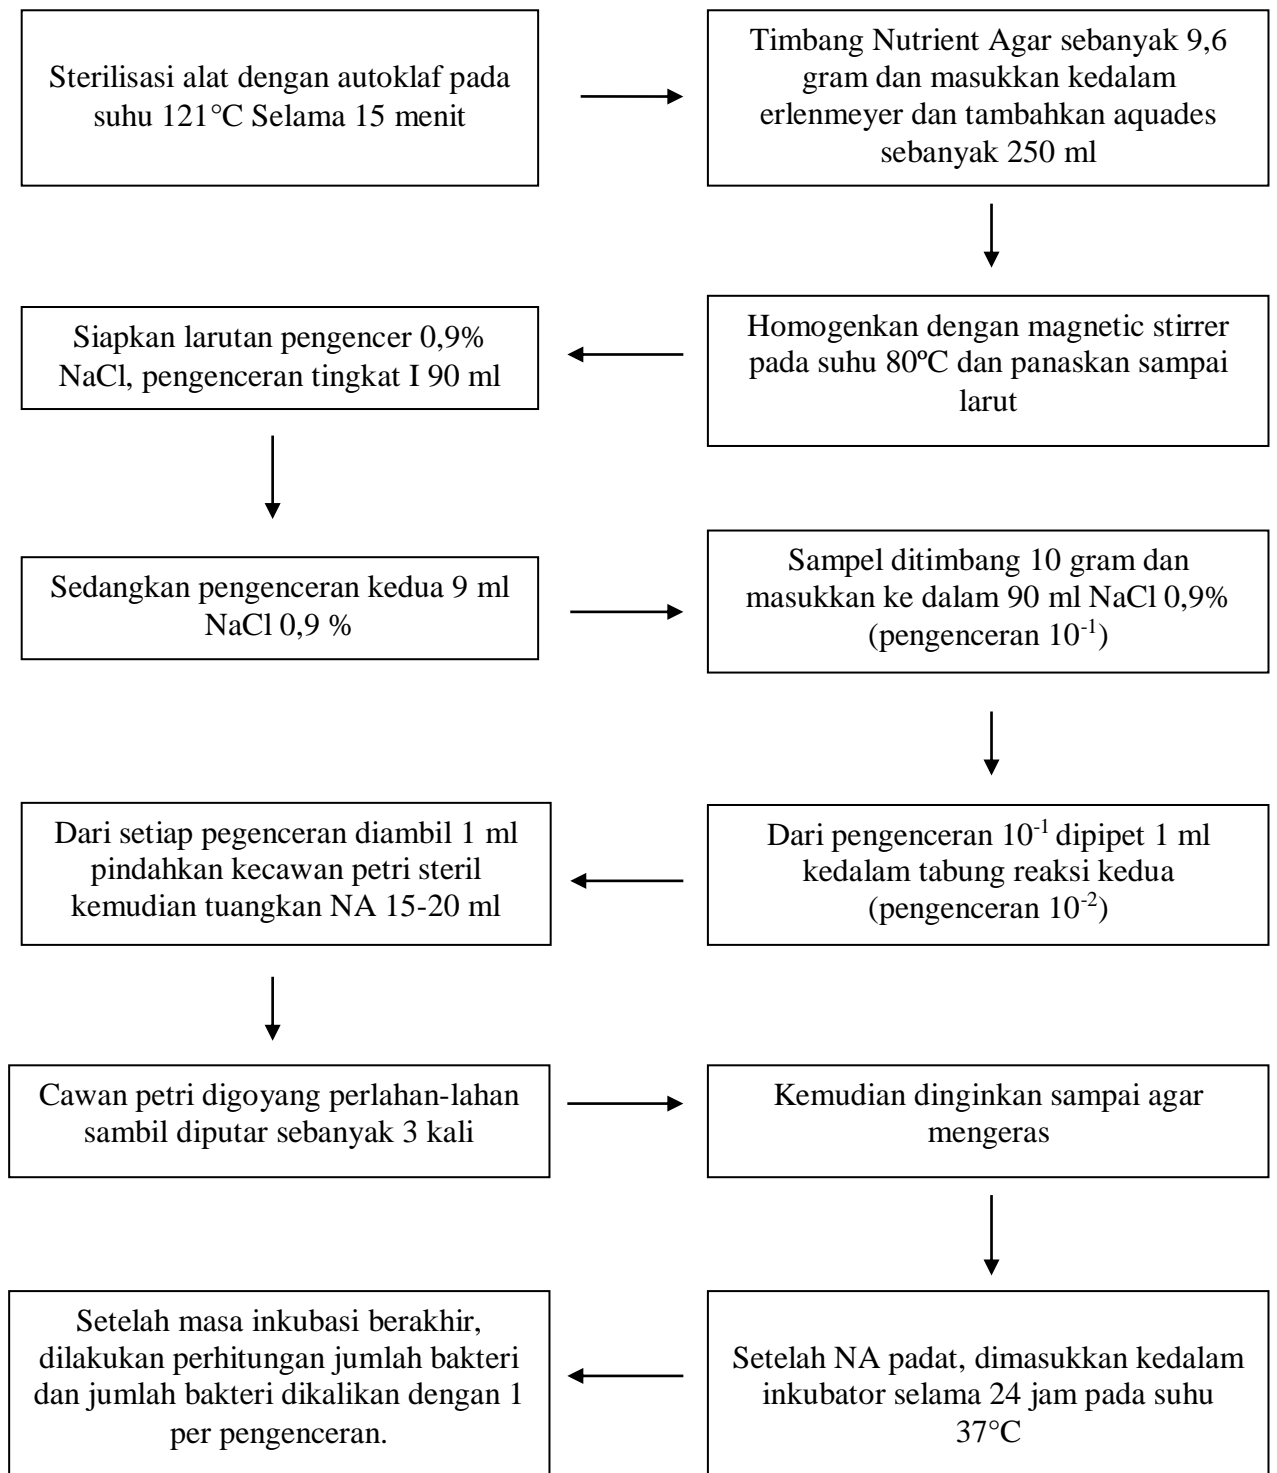 Sterilisasi alat dengan autoklaf pada
suhu 121°C Selama 15 menit
Timbang Nutrient Agar sebanyak 9,6
gram dan masukkan kedalam
erlenmeyer dan tambahkan aquades
sebanyak 250 ml
Homogenkan dengan magnetic stirrer
pada suhu 80ºC dan panaskan sampai
larut
Siapkan larutan pengencer 0,9%
NaCl, pengenceran tingkat I 90 ml
Sedangkan pengenceran kedua 9 ml
NaCl 0,9 %
Sampel ditimbang 10 gram dan
masukkan ke dalam 90 ml NaCl 0,9%
(pengenceran 10⁻¹)
Dari pengenceran 10⁻¹ dipipet 1 ml
kedalam tabung reaksi kedua
(pengenceran 10⁻²)
Dari setiap pegenceran diambil 1 ml
pindahkan kecawan petri steril
kemudian tuangkan NA 15-20 ml
Cawan petri digoyang perlahan-lahan
sambil diputar sebanyak 3 kali
Kemudian dinginkan sampai agar
mengeras
Setelah NA padat, dimasukkan kedalam
inkubator selama 24 jam pada suhu
37°C
Setelah masa inkubasi berakhir,
dilakukan perhitungan jumlah bakteri
dan jumlah bakteri dikalikan dengan 1
per pengenceran.